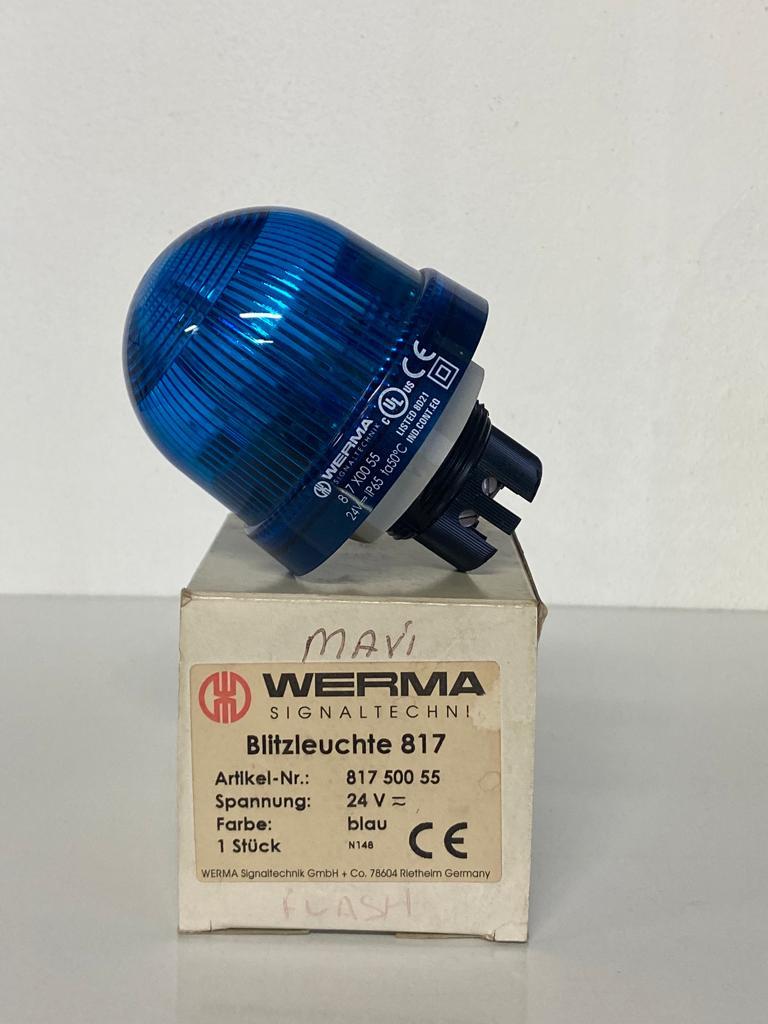 WERMA
SIGNALTECHNIK
817 X00 55
24V⎓ IP65 ta50°C
C UL US CE
LISTED 8D21
IND.CONT.EQ
MAVi
WERMA
SIGNALTECHNI
Blitzleuchte 817
Artikel-Nr.: 817 500 55
Spannung: 24 V ≂
Farbe: blau
1 Stück N148 CE
WERMA Signaltechnik GmbH + Co. 78604 Rietheim Germany
FLASH